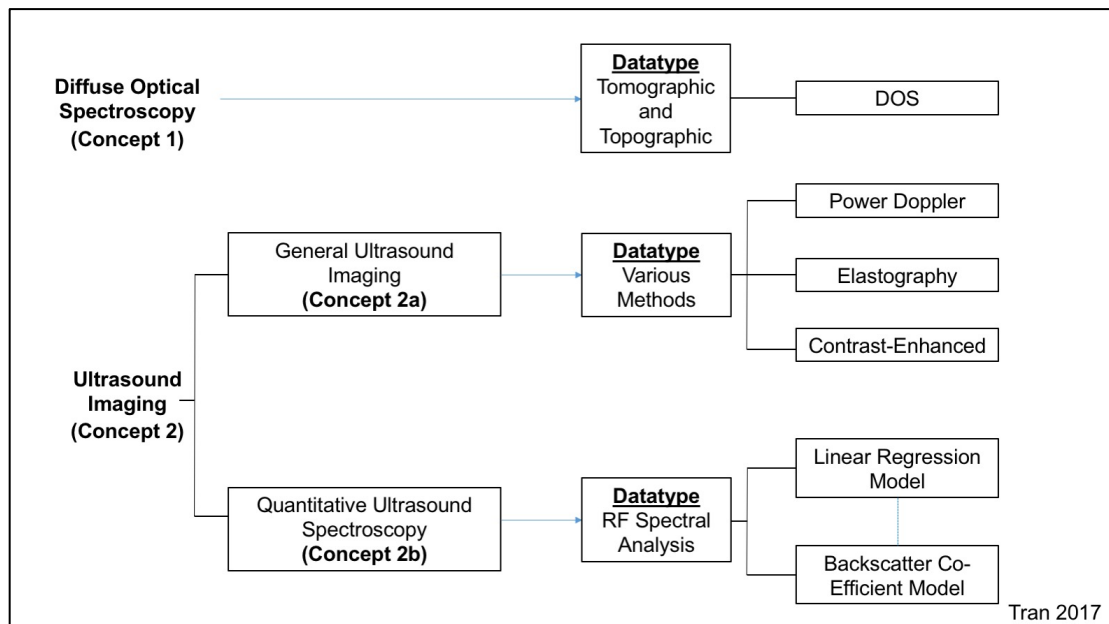 Diffuse Optical
Spectroscopy
(Concept 1)
Datatype
Tomographic
and
Topographic
DOS
Ultrasound
Imaging
(Concept 2)
General Ultrasound
Imaging
(Concept 2a)
Datatype
Various
Methods
Power Doppler
Elastography
Contrast-Enhanced
Quantitative Ultrasound
Spectroscopy
(Concept 2b)
Datatype
RF Spectral
Analysis
Linear Regression
Model
Backscatter Co-
Efficient Model
Tran 2017